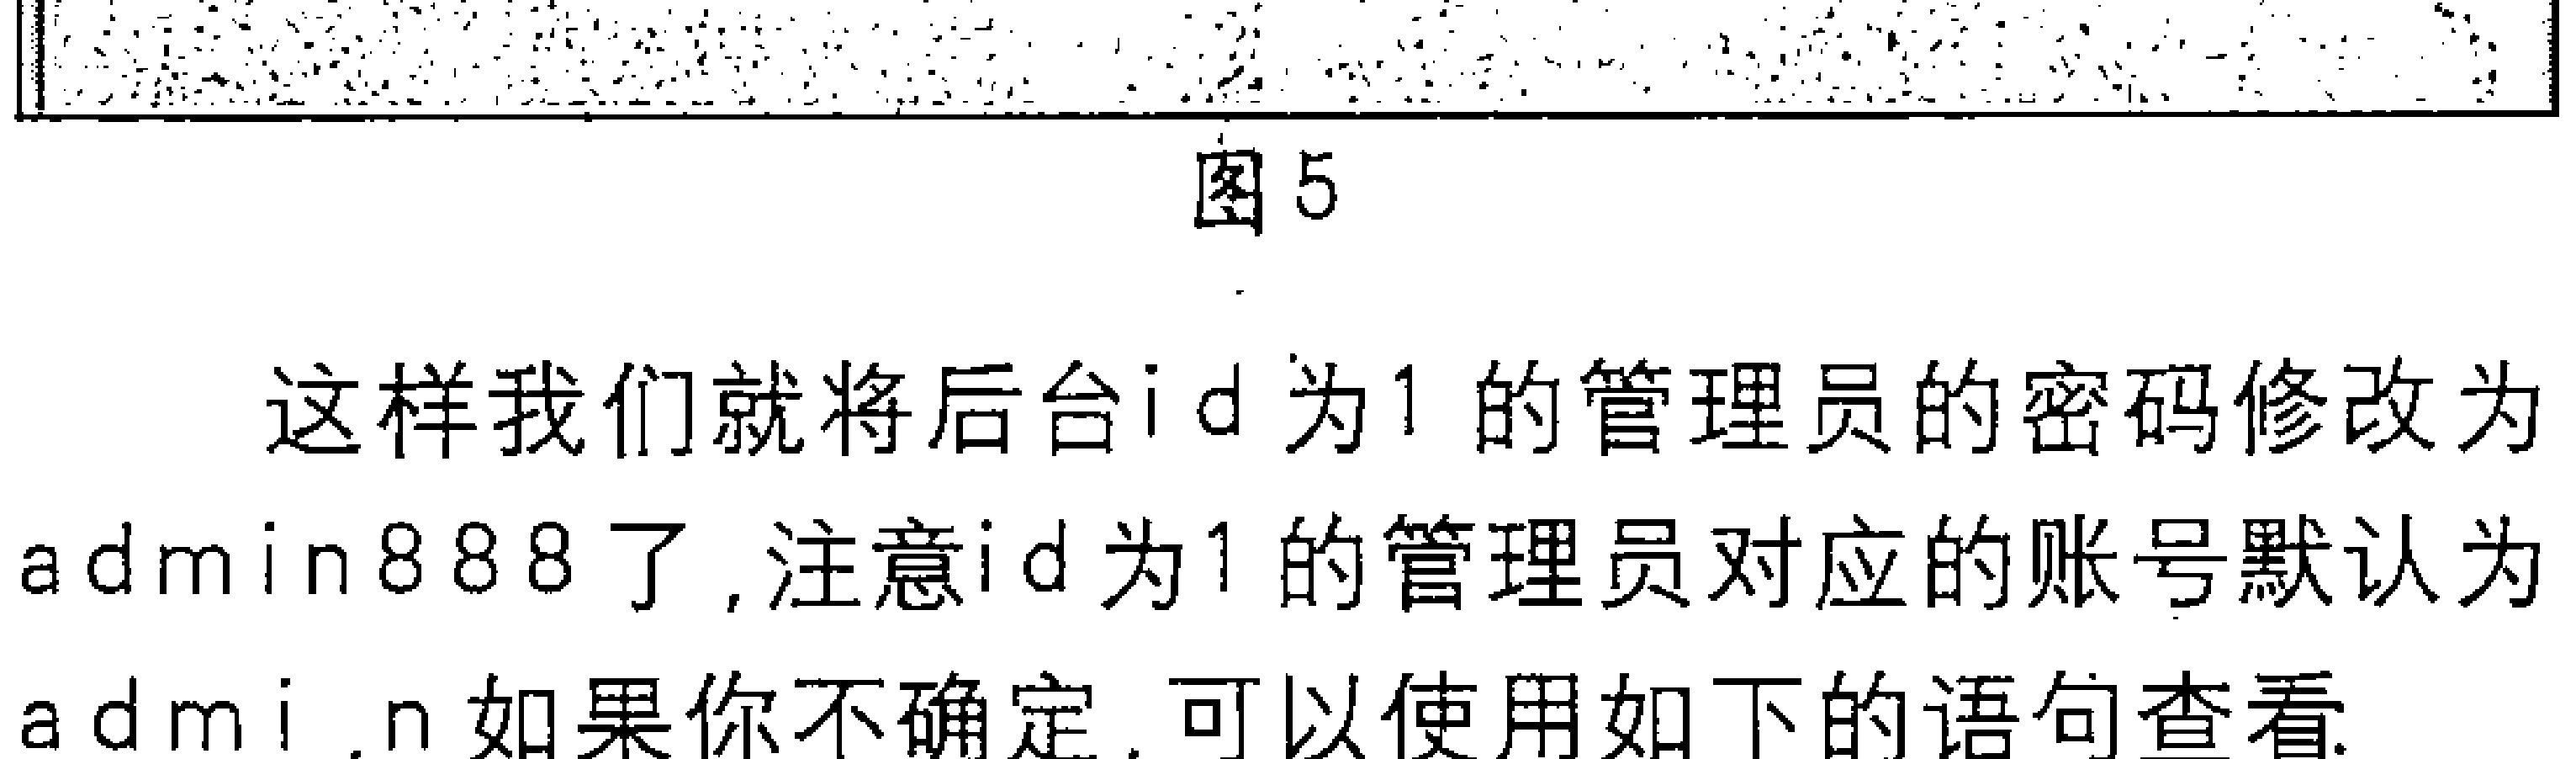 图5
这样我们就将后台id为1的管理员的密码修改为
admin888了,注意id为1的管理员对应的账号默认为
admi,n如果你不确定,可以使用如下的语句查看.